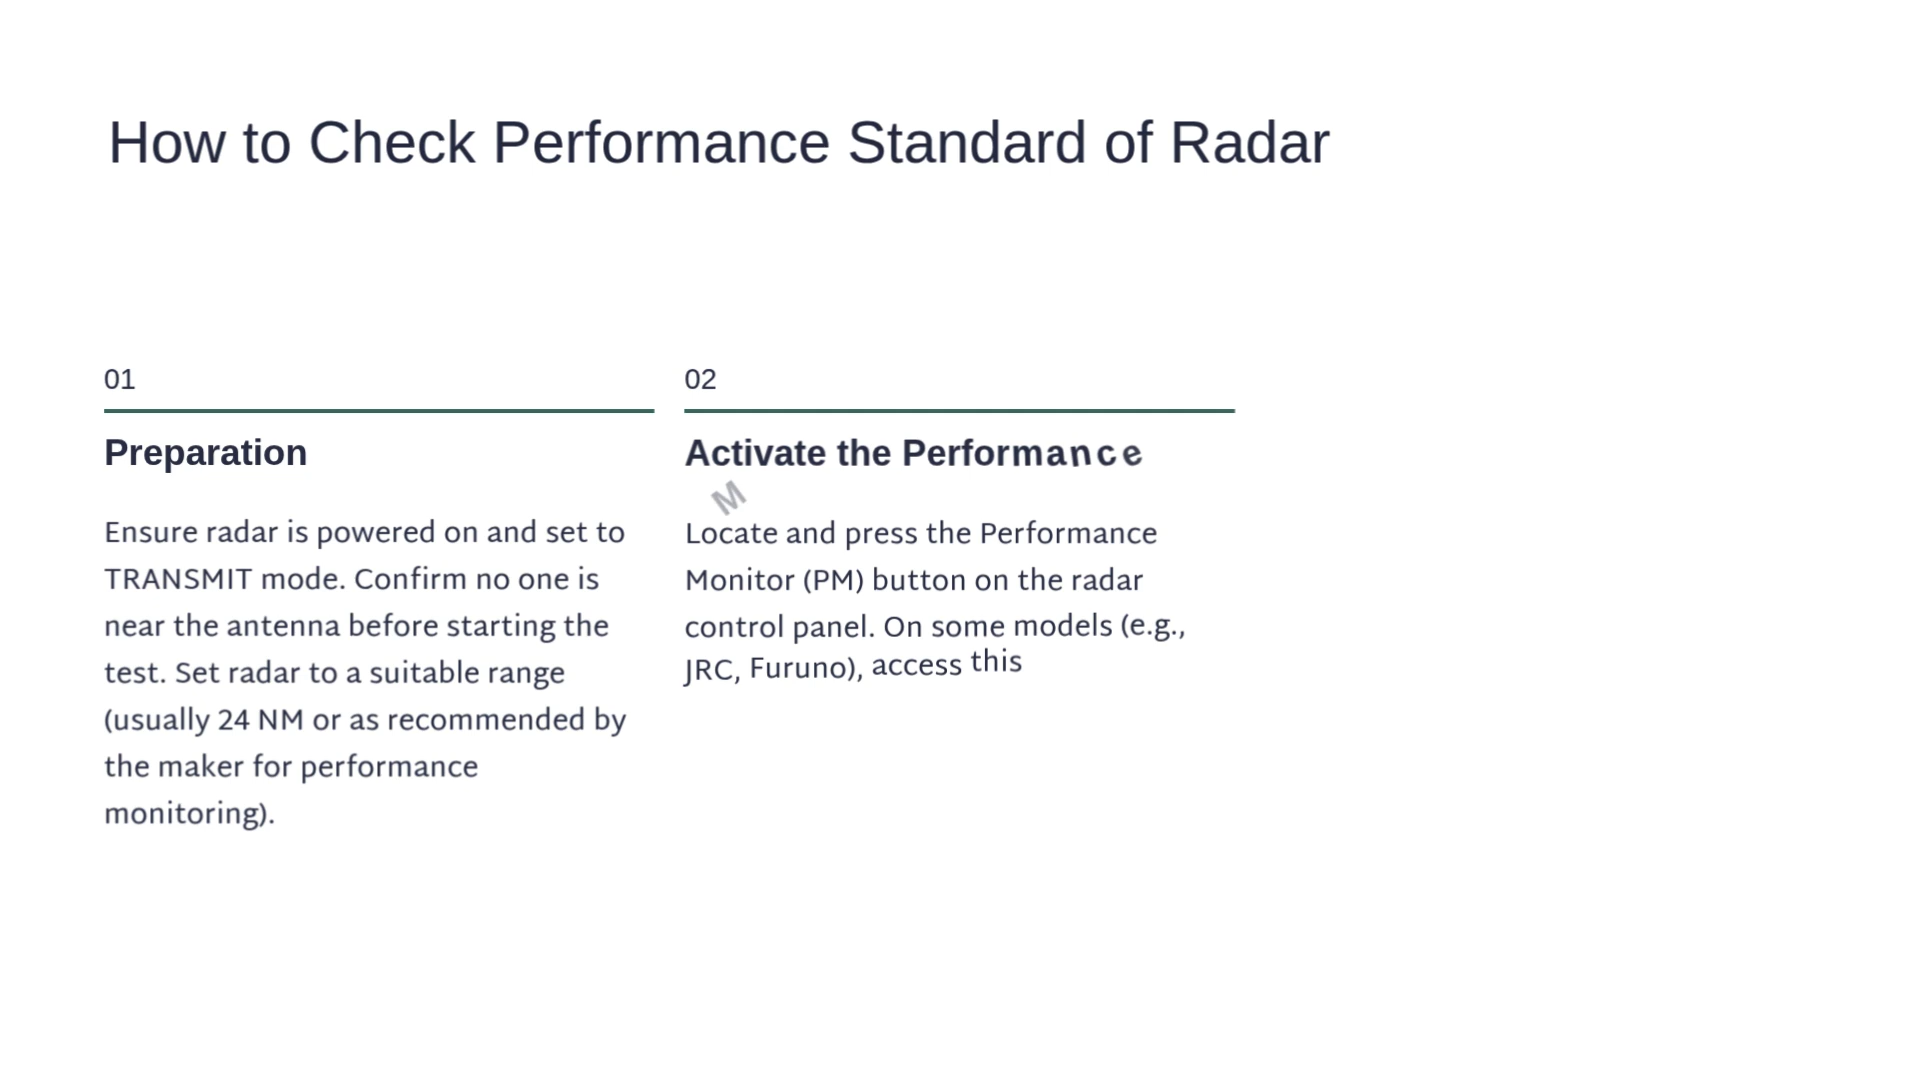 How to Check Performance Standard of Radar
01
Preparation
Ensure radar is powered on and set to
TRANSMIT mode. Confirm no one is
near the antenna before starting the
test. Set radar to a suitable range
(usually 24 NM or as recommended by
the maker for performance
monitoring).
02
Activate the Performance
M
Locate and press the Performance
Monitor (PM) button on the radar
control panel. On some models (e.g.,
JRC, Furuno), access this